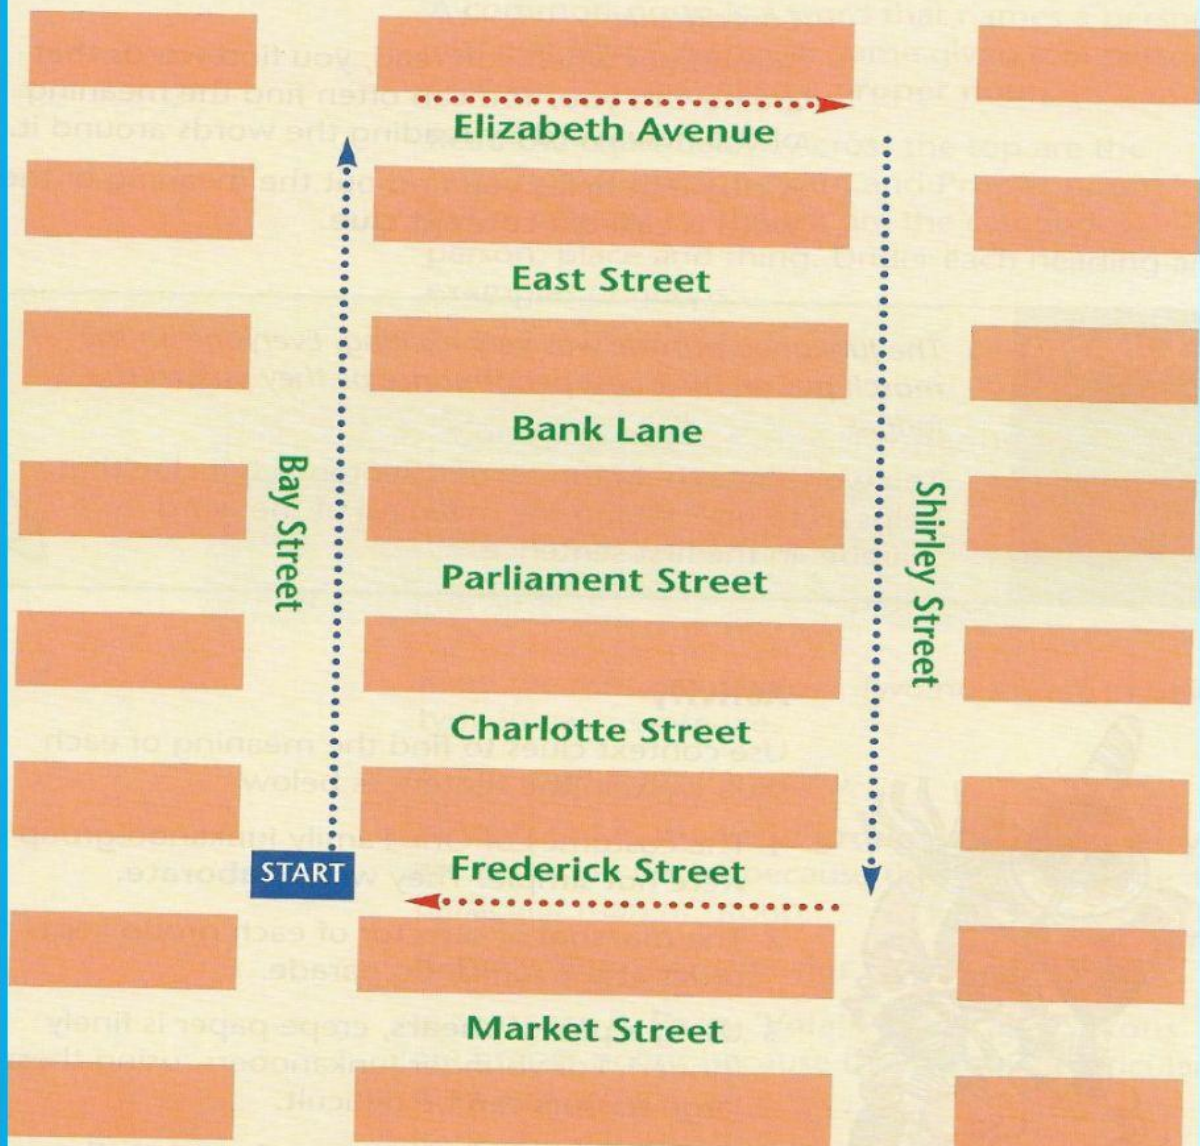 Elizabeth Avenue
East Street
Bank Lane
Bay Street
Shirley Street
Parliament Street
Charlotte Street
START
Frederick Street
Market Street